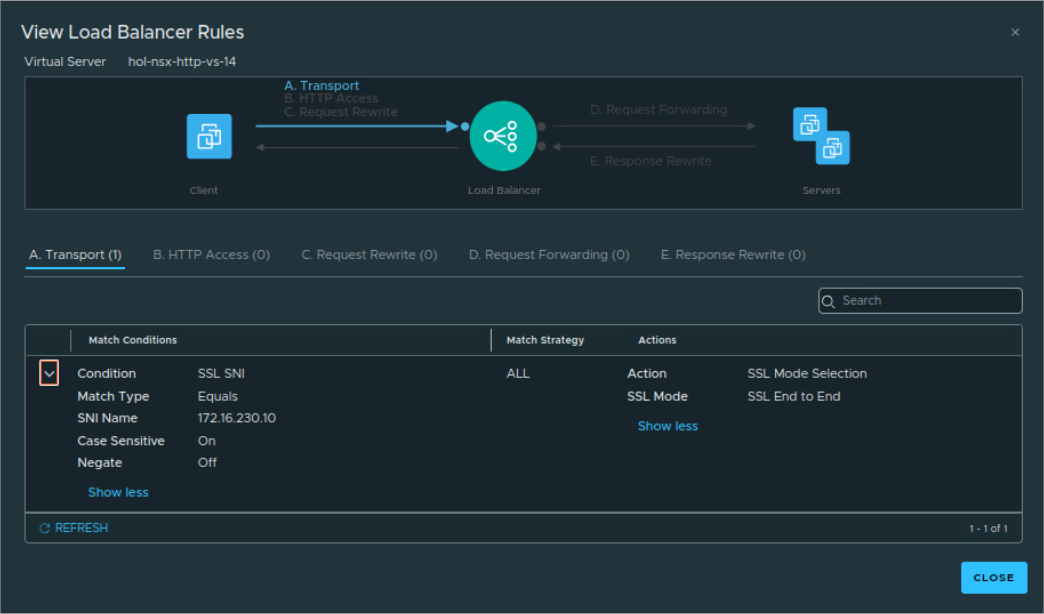 View Load Balancer Rules
Virtual Server hol-nsx-http-vs-14
A. Transport
B. HTTP Access
C. Request Rewrite
D. Request Forwarding
E. Response Rewrite
Client
Load Balancer
Servers
A. Transport (1) B. HTTP Access (0) C. Request Rewrite (0) D. Request Forwarding (0) E. Response Rewrite (0)
Search
Match Conditions Match Strategy Actions
Condition SSL SNI ALL Action SSL Mode Selection
Match Type Equals SSL Mode SSL End to End
SNI Name 172.16.230.10
Show less
Case Sensitive On
Negate Off
Show less
REFRESH 1 - 1 of 1
CLOSE